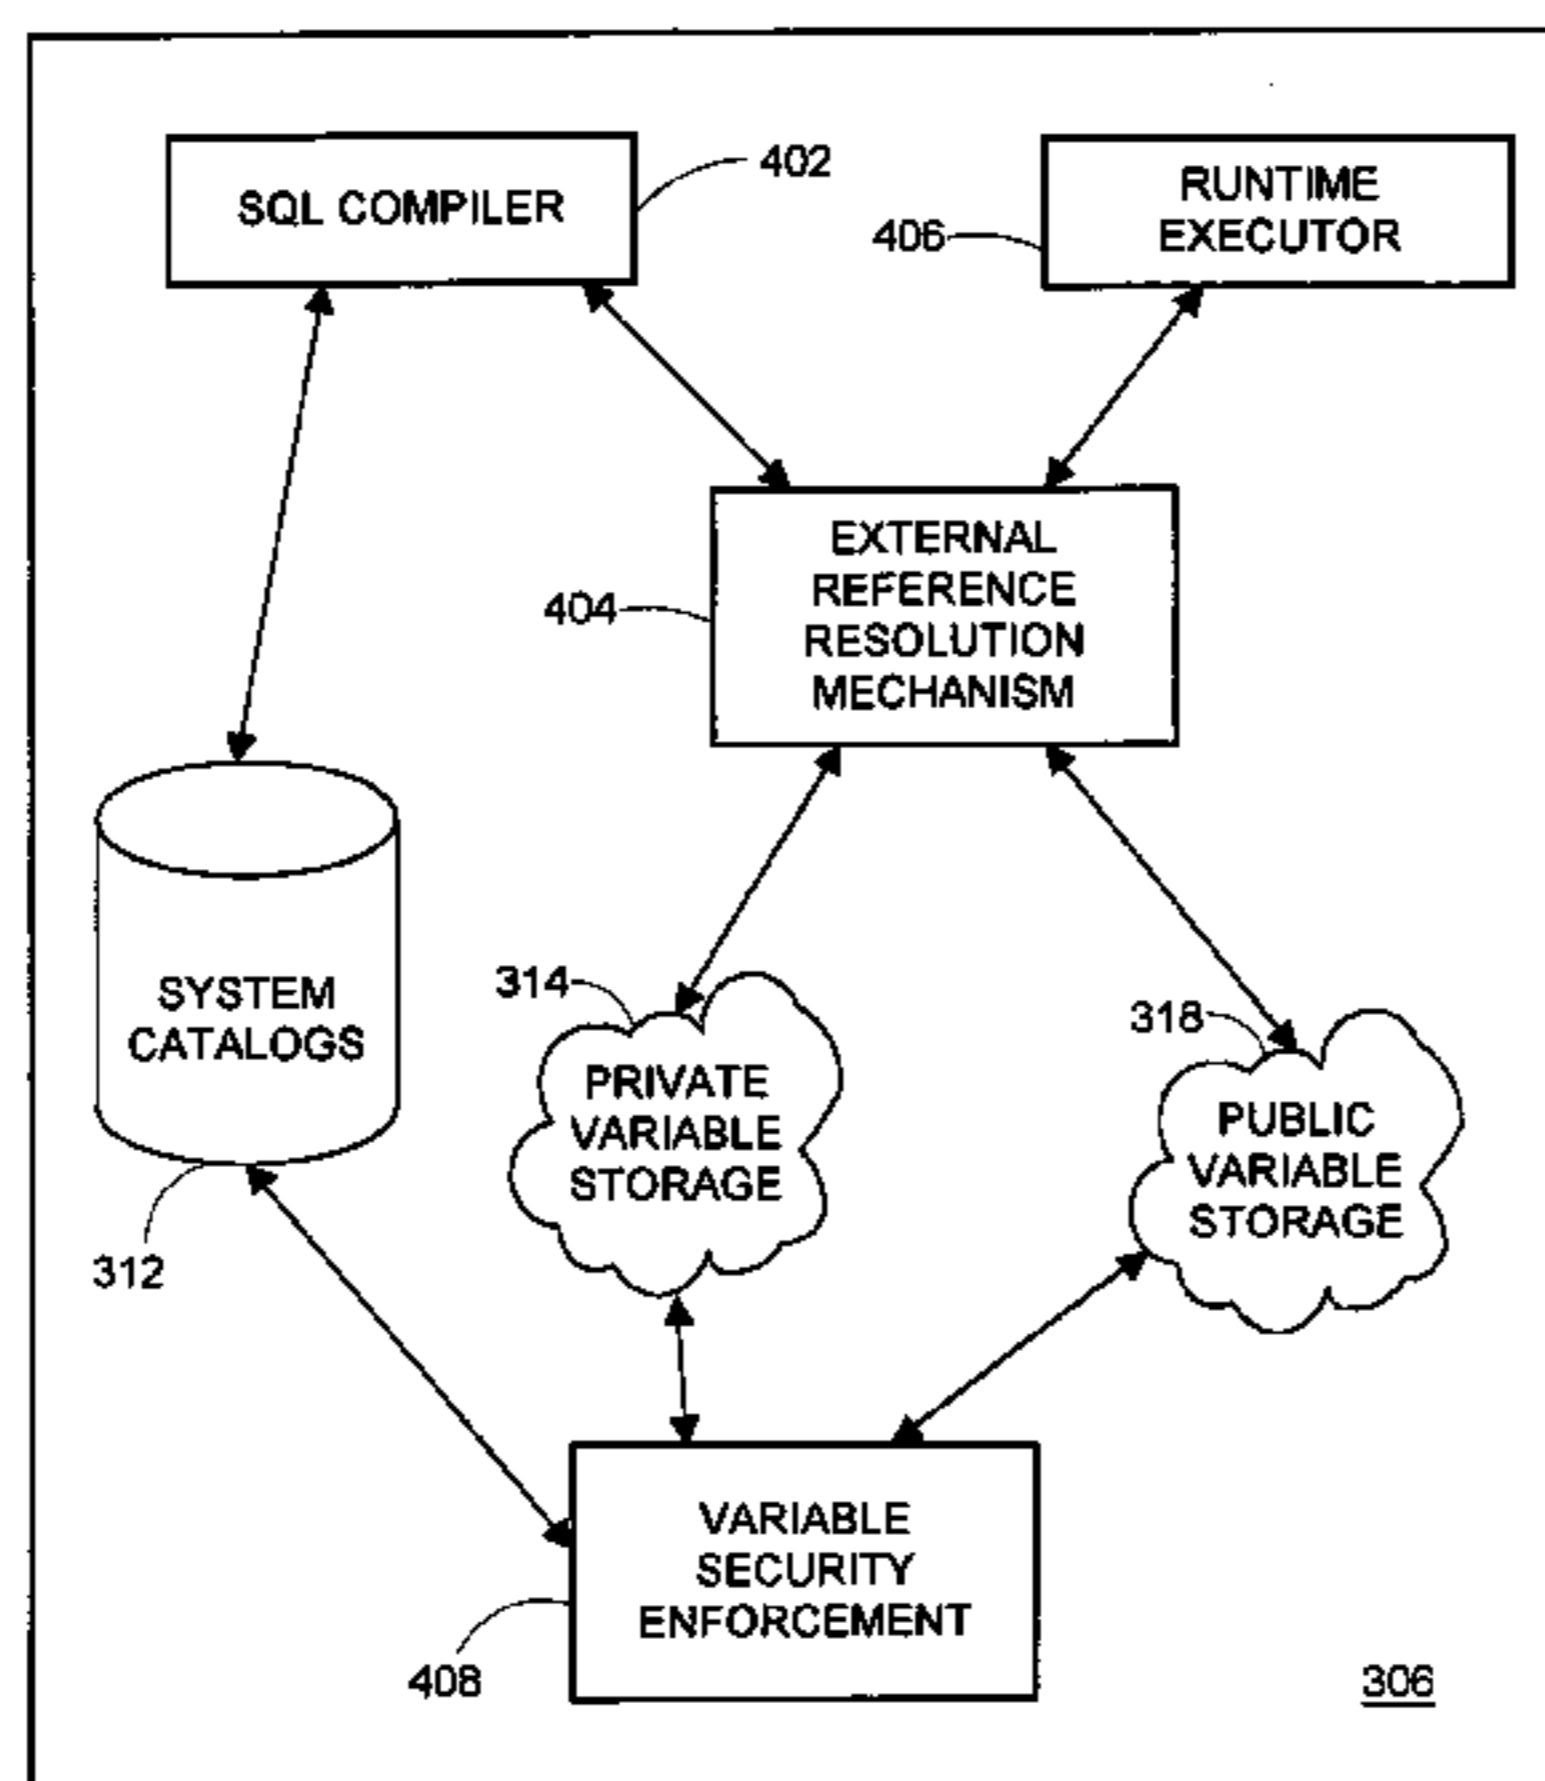 SQL COMPILER
402
RUNTIME
EXECUTOR
406
EXTERNAL
REFERENCE
RESOLUTION
MECHANISM
404
SYSTEM
CATALOGS
312
314
PRIVATE
VARIABLE
STORAGE
318
PUBLIC
VARIABLE
STORAGE
VARIABLE
SECURITY
ENFORCEMENT
408
306